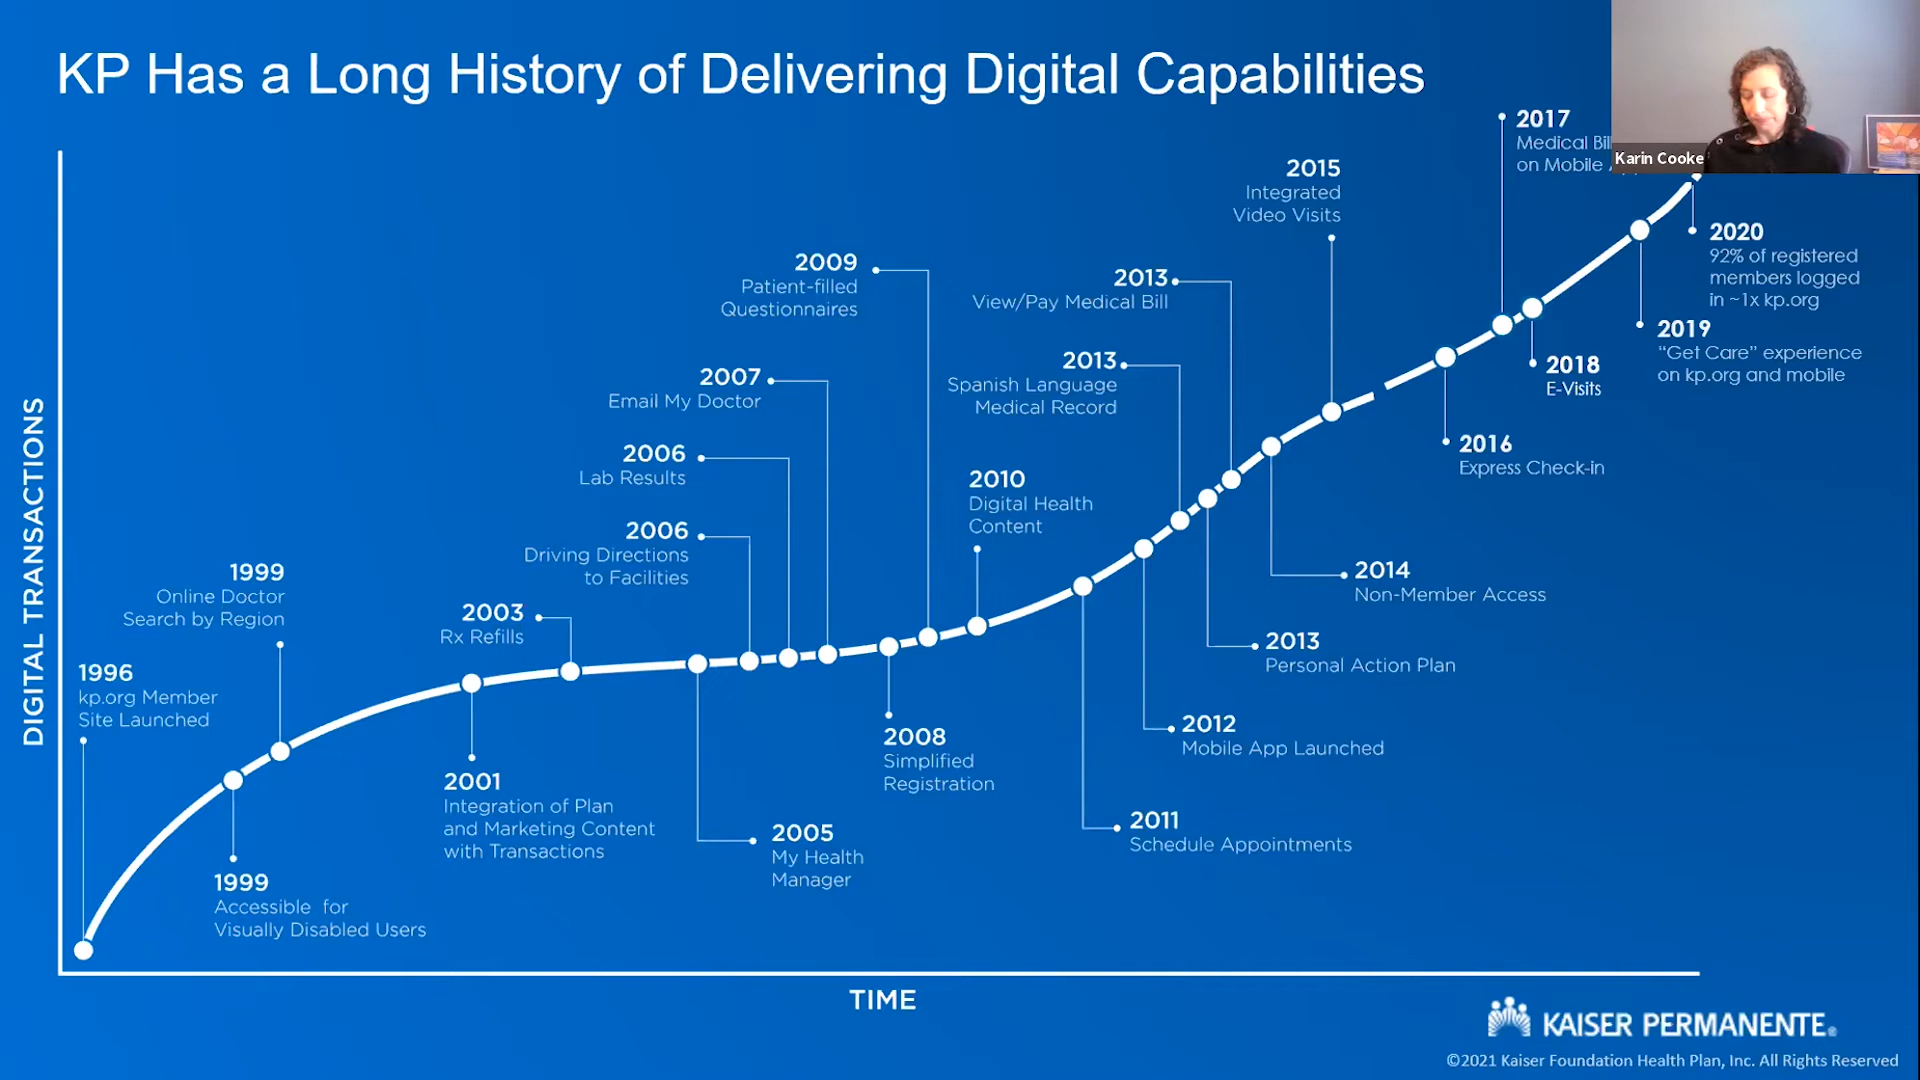 KP Has a Long History of Delivering Digital Capabilities
Karin Cooke
DIGITAL TRANSACTIONS
1996
kp.org Member
Site Launched
1999
Accessible for
Visually Disabled Users
1999
Online Doctor
Search by Region
2001
Integration of Plan
and Marketing Content
with Transactions
2003
Rx Refills
2005
My Health
Manager
2006
Driving Directions
to Facilities
2006
Lab Results
2007
Email My Doctor
2008
Simplified
Registration
2009
Patient-filled
Questionnaires
2010
Digital Health
Content
2011
Schedule Appointments
2012
Mobile App Launched
2013
Spanish Language
Medical Record
2013
Personal Action Plan
2013
View/Pay Medical Bill
2014
Non-Member Access
2015
Integrated
Video Visits
2016
Express Check-in
2017
Medical Bil
on Mobile
2018
E-Visits
2019
“Get Care” experience
on kp.org and mobile
2020
92% of registered
members logged
in ~1x kp.org
TIME
KAISER PERMANENTE®
©2021 Kaiser Foundation Health Plan, Inc. All Rights Reserved